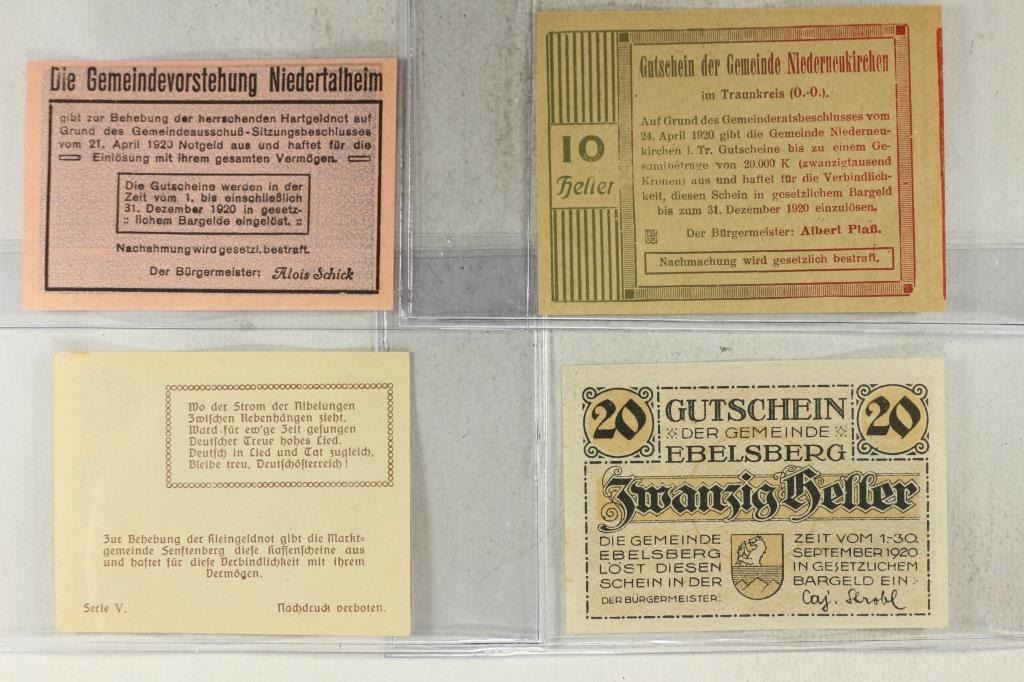 Die Gemeindevorstehung Niedertalheim
gibt zur Behebung der herrschenden Hartgeldnot auf
Grund des Gemeindeausschuß-Sitzungsbeschlusses
vom 21. April 1920 Notgeld aus und haftet für die
Einlösung mit ihrem gesamten Vermögen.
Die Gutscheine werden in der
Zeit vom 1. bis einschließlich
31. Dezember 1920 in gesetz-
:: lichem Bargelde eingelöst. ::
Nachahmung wird gesetzl. bestraft.
Der Bürgermeister: Alois Schick
10
Heller
Gutschein der Gemeinde Niederneukirchen
im Traunkreis (O.-Ö.).
Auf Grund des Gemeinderatsbeschlusses vom
24. April 1920 gibt die Gemeinde Niederneu-
kirchen i. Tr. Gutscheine bis zu einem Ge-
samtbetrage von 20.000 K (zwanzigtausend
Kronen) aus und haftet für die Verbindlich-
keit, diesen Schein in gesetzlichem Bargeld
bis zum 31. Dezember 1920 einzulösen.
Der Bürgermeister: Albert Plaß.
Nachmachung wird gesetzlich bestraft.
Wo der Strom der Nibelungen
Zwischen Rebenhängen zieht,
Ward für ew'ge Zeit gesungen
Deutscher Treue hohes Lied.
Deutsch in Lied und Tat zugleich,
Bleibe treu, Deutschösterreich!
Zur Behebung der Kleingeldnot gibt die Markt-
gemeinde Senftenberg diese Kassenscheine aus
und haftet für diese Verbindlichkeit mit ihrem
Vermögen.
Serie V. Nachdruck verboten.
20 GUTSCHEIN 20
DER GEMEINDE
EBELSBERG
Zwanzig Heller
DIE GEMEINDE
EBELSBERG
LÖST DIESEN
SCHEIN IN DER
DER BÜRGERMEISTER:
ZEIT VOM 1.-30.
SEPTEMBER 1920
IN GESETZLICHEM
BARGELD EIN:
Caj. Strobl